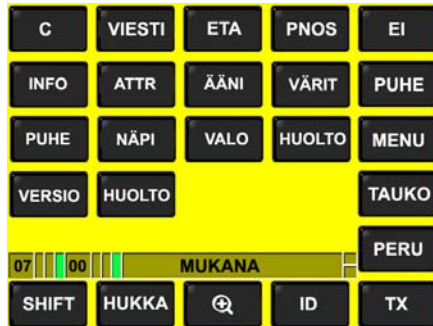 C VIESTI ETA PNOS EI
INFO ATTR ÄÄNI VÄRIT PUHE
PUHE NÄPI VALO HUOLTO MENU
VERSIO HUOLTO TAUKO
PERU
07 00 MUKANA
SHIFT HUKKA ID TX